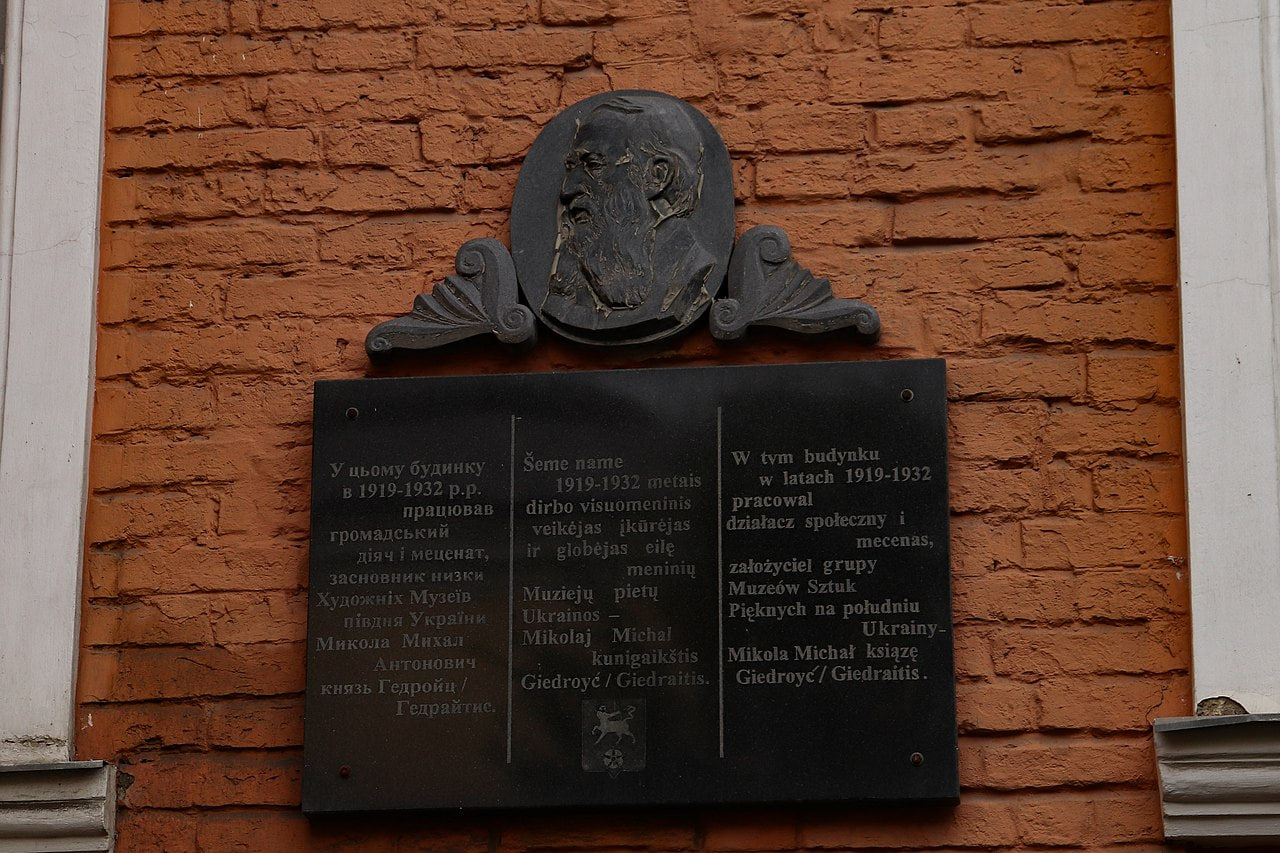 У цьому будинку
в 1919-1932 р.р.
працював
громадський
діяч і меценат,
засновник низки
Художніх Музеїв
півдня України
Микола Михал
Антонович
князь Гедройц /
Гедрайтис.
Šeme name
1919-1932 metais
dirbo visuomeninis
veikėjas įkūrėjas
ir globėjas eilę
meninių
Muziejų pietų
Ukrainos –
Mikolaj Michal
kunigaikštis
Giedroyć / Giedraitis.
W tym budynku
w latach 1919-1932
pracowal
działacz społeczny i
mecenas,
założyciel grupy
Muzeów Sztuk
Pięknych na południu
Ukrainy-
Mikola Michał książę
Giedroyć / Giedraitis.